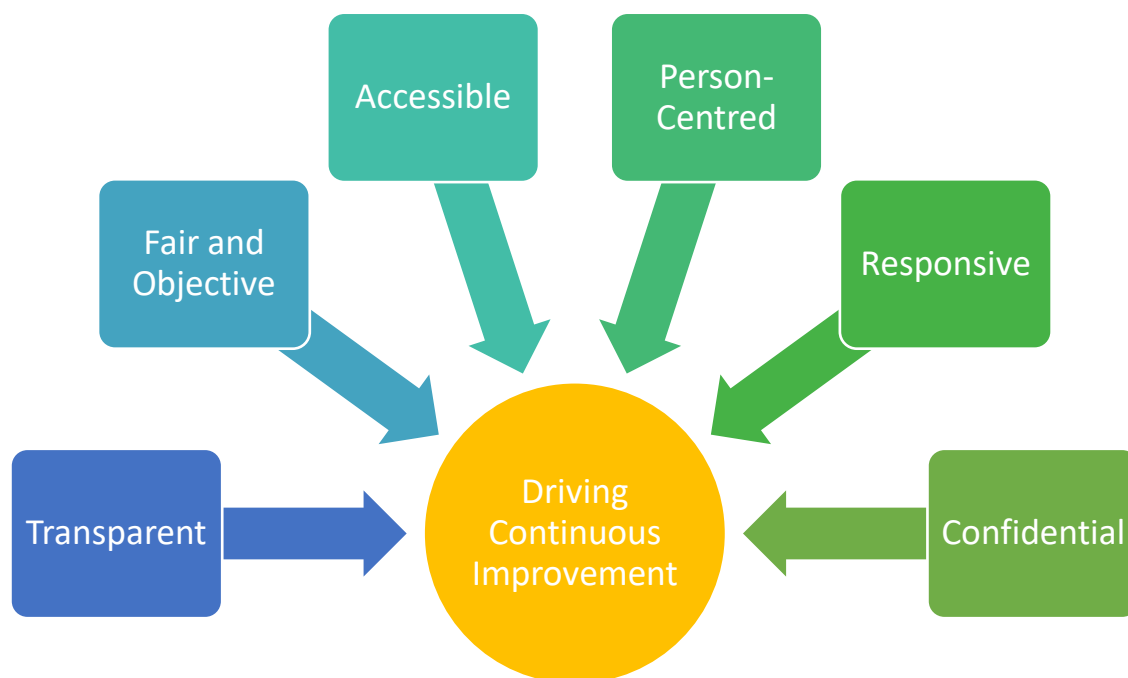 Accessible
Person-
Centred
Fair and
Objective
Responsive
Transparent
Driving
Continuous
Improvement
Confidential